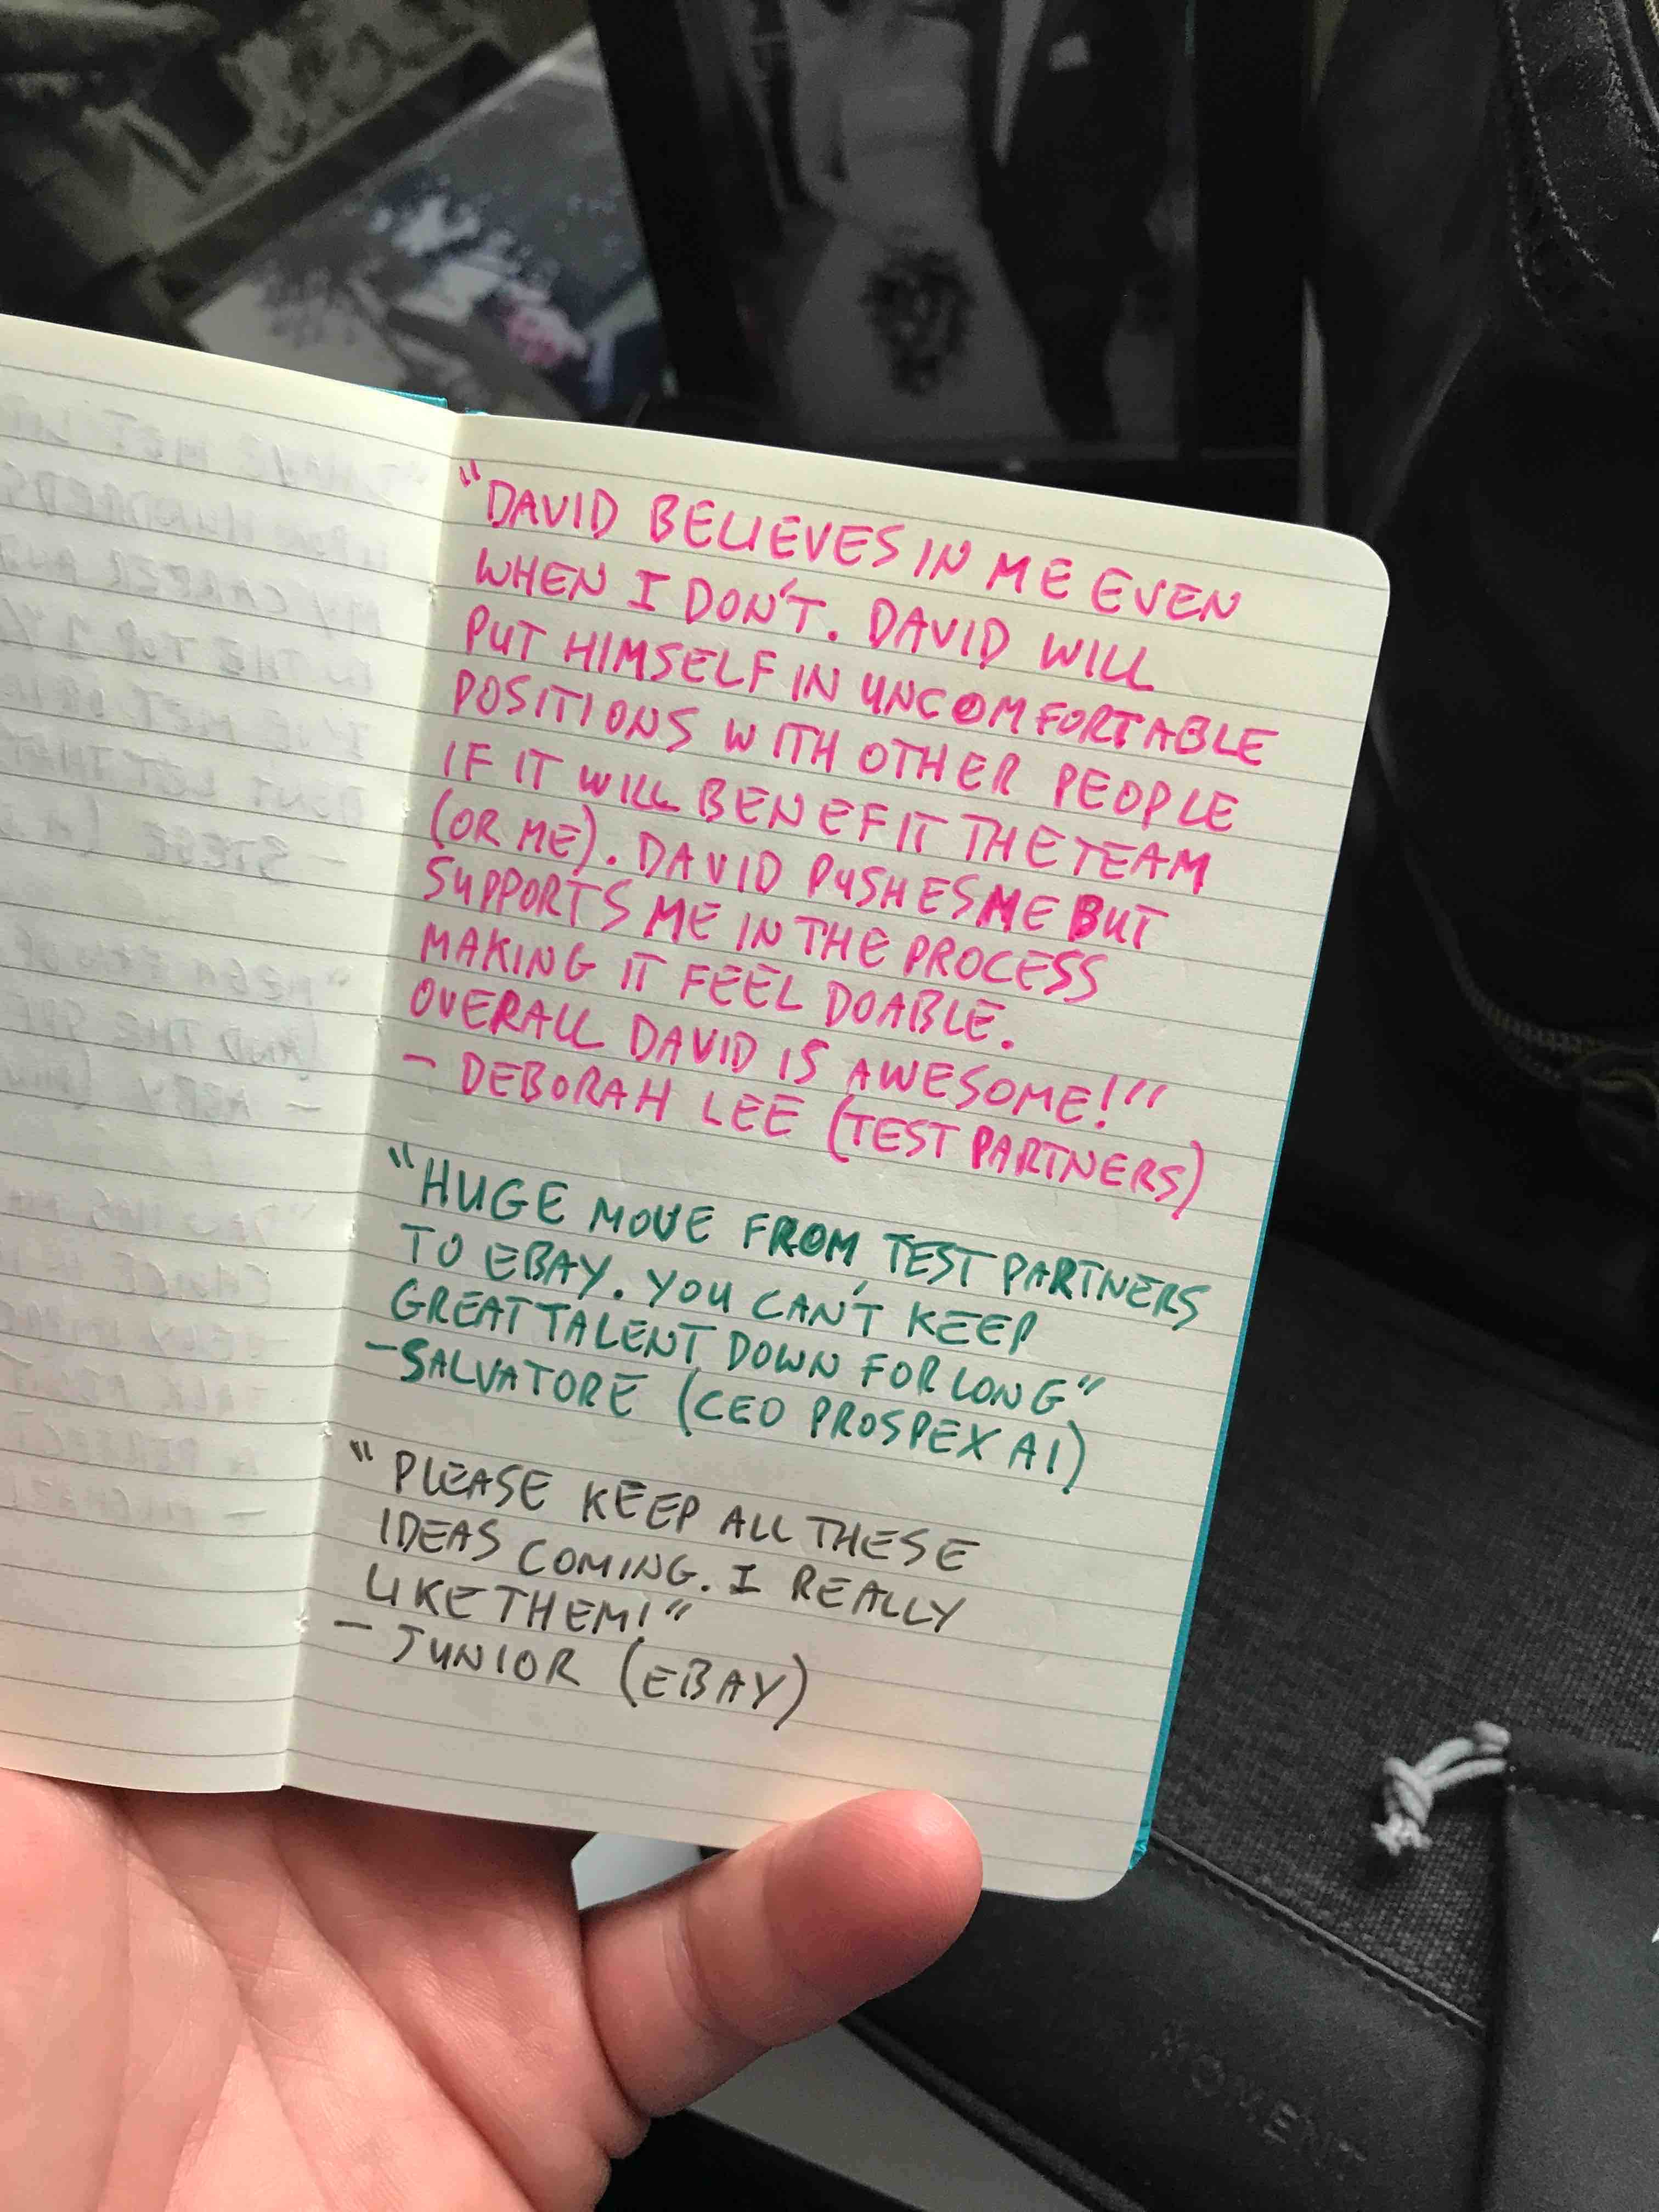 "DAVID BELIEVES IN ME EVEN
WHEN I DON'T. DAVID WILL
PUT HIMSELF IN UNCOMFORTABLE
POSITIONS WITH OTHER PEOPLE
IF IT WILL BENEFIT THE TEAM
(OR ME). DAVID PUSHES ME BUT
SUPPORTS ME IN THE PROCESS
MAKING IT FEEL DOABLE.
OVERALL DAVID IS AWESOME!"
- DEBORAH LEE (TEST PARTNERS)
"HUGE MOVE FROM TEST PARTNERS
TO EBAY. YOU CAN'T KEEP
GREAT TALENT DOWN FOR LONG"
-SALVATORE (CEO PROSPEX AI)
"PLEASE KEEP ALL THESE
IDEAS COMING. I REALLY
LIKE THEM!"
- JUNIOR (EBAY)
MOMENT